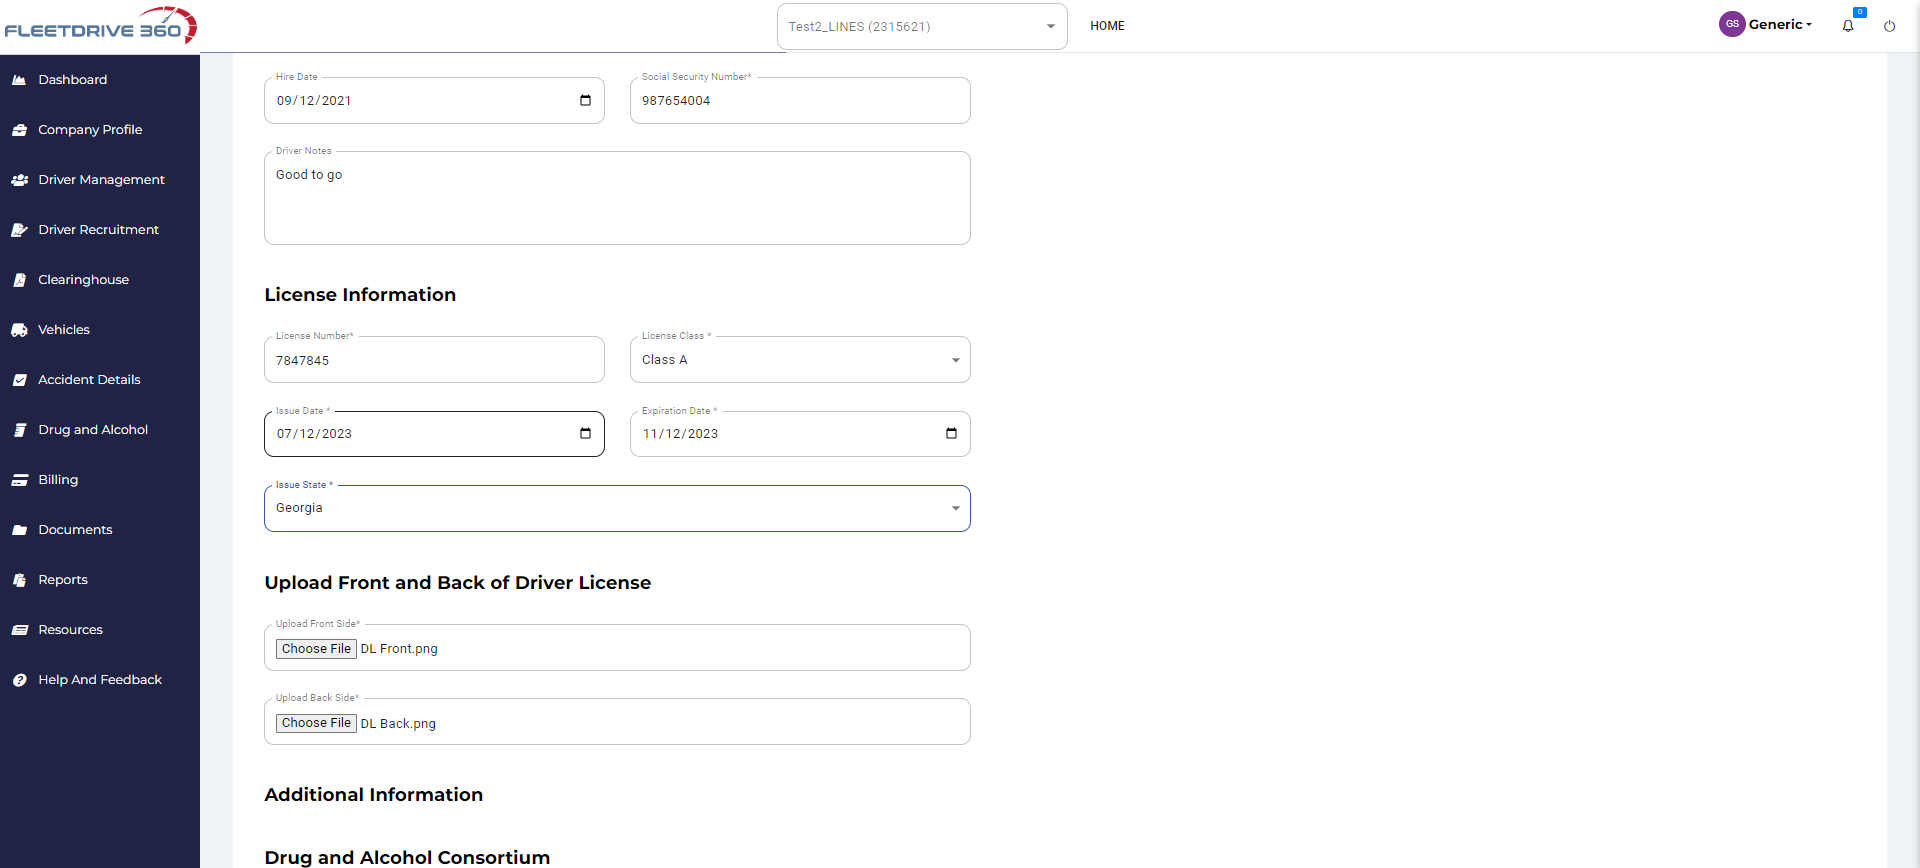 FLEETDRIVE 360
Test2_LINES (2315621)
HOME
GS
Generic
0
Dashboard
Company Profile
Driver Management
Driver Recruitment
Clearinghouse
Vehicles
Accident Details
Drug and Alcohol
Billing
Documents
Reports
Resources
Help And Feedback
Hire Date
09/12/2021
Social Security Number*
987654004
Driver Notes
Good to go
License Information
License Number*
7847845
License Class *
Class A
Issue Date *
07/12/2023
Expiration Date *
11/12/2023
Issue State *
Georgia
Upload Front and Back of Driver License
Upload Front Side*
Choose File DL Front.png
Upload Back Side*
Choose File DL Back.png
Additional Information
Drug and Alcohol Consortium